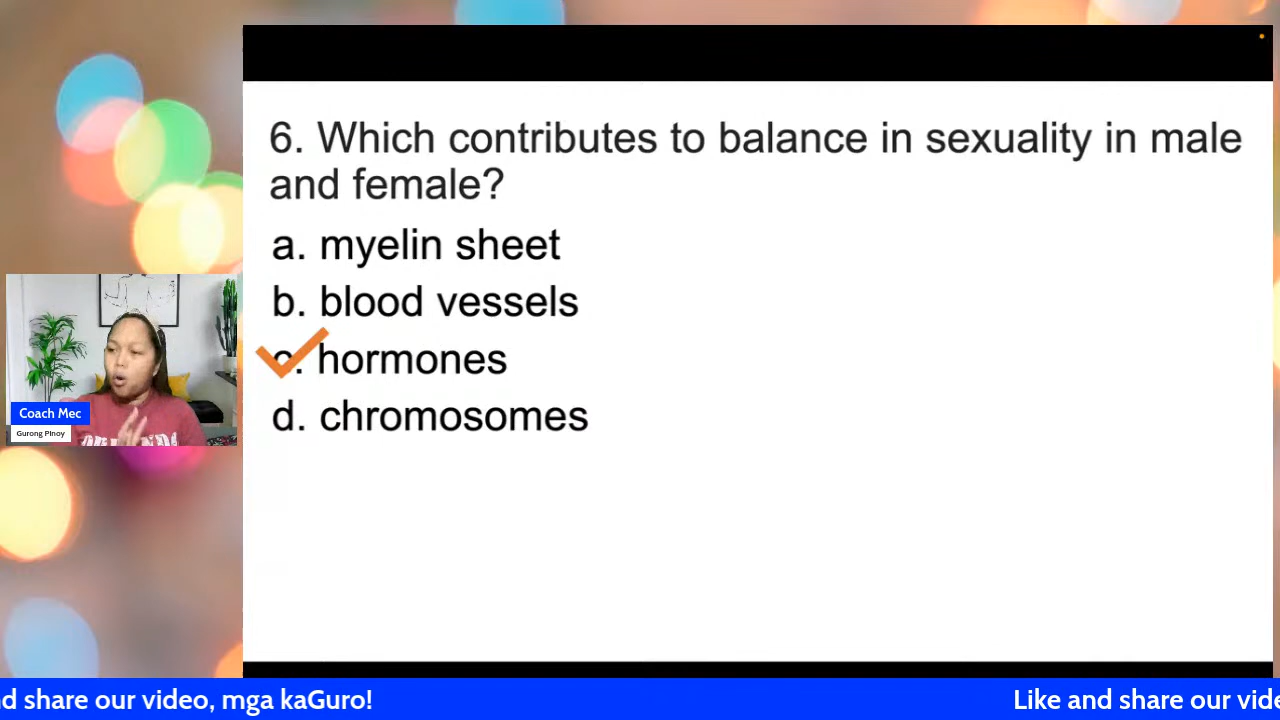 6. Which contributes to balance in sexuality in male
and female?
a. myelin sheet
b. blood vessels
c. hormones
d. chromosomes
Coach Mec
Gurong Pinoy
nd share our video, mga kaGuro!
Like and share our vide